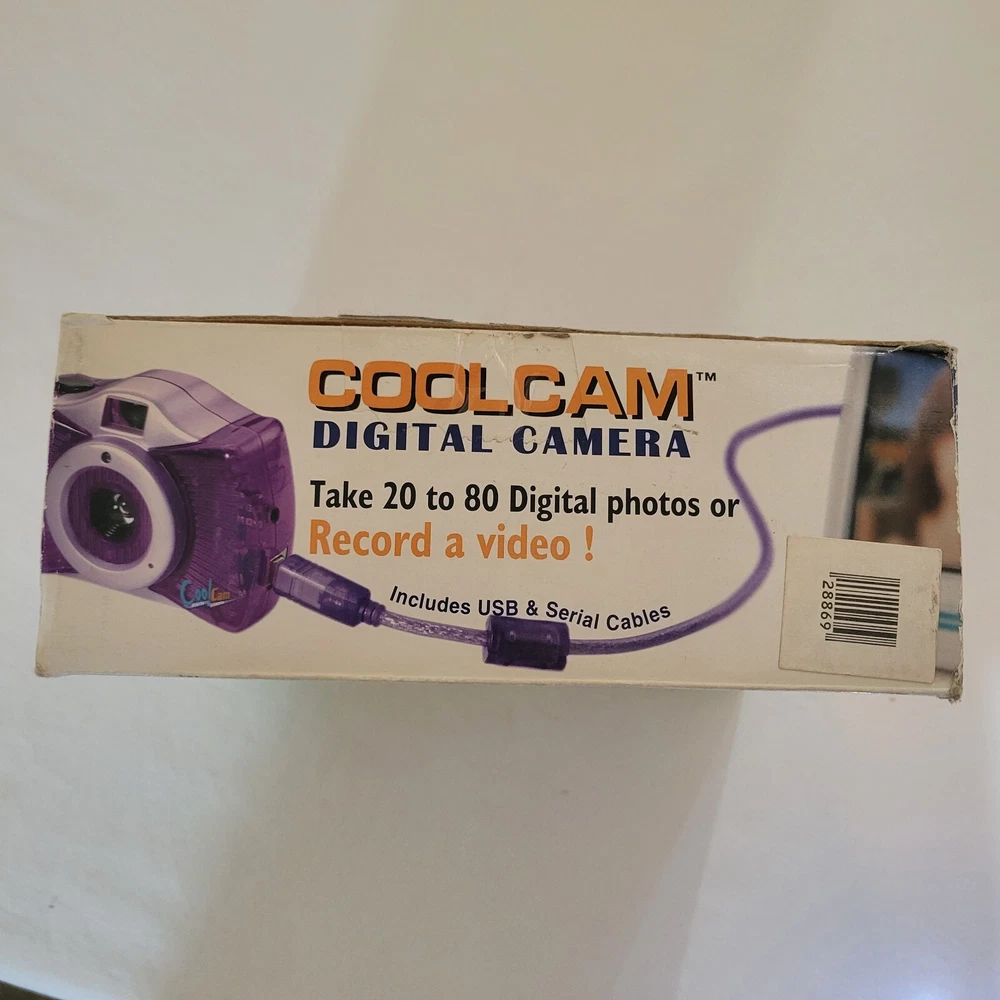 COOLCAM™
DIGITAL CAMERA
Take 20 to 80 Digital photos or
Record a video !
Includes USB & Serial Cables
CoolCam
28869